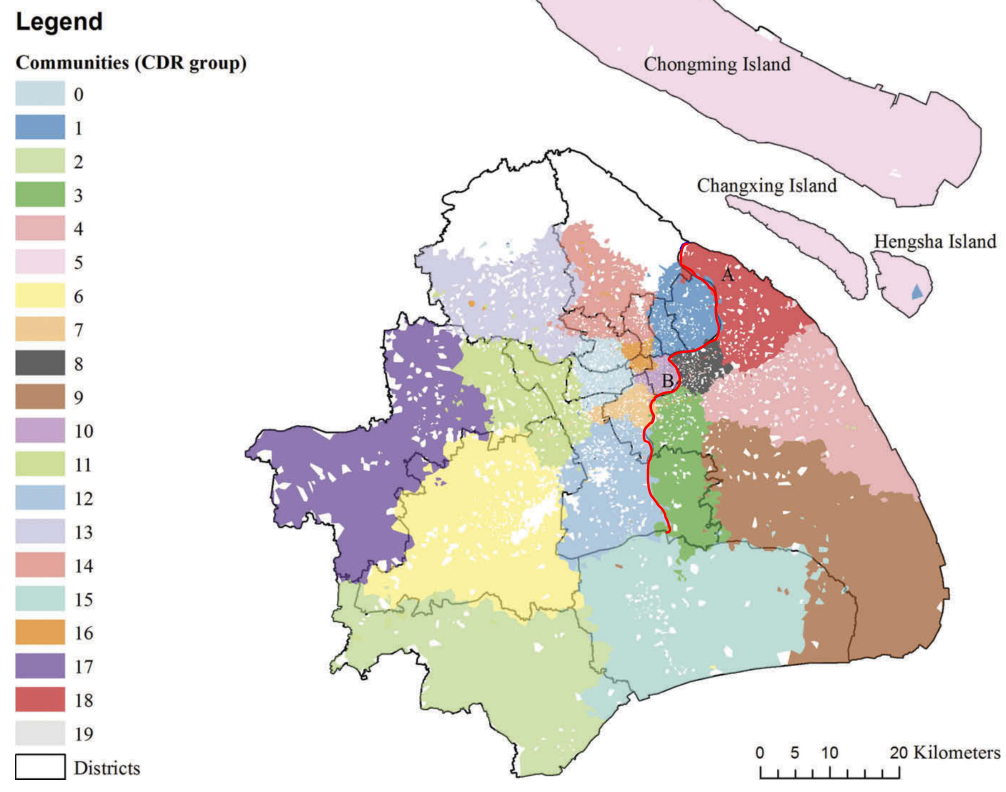 Legend
Communities (CDR group)
0
1
2
3
4
5
6
7
8
9
10
11
12
13
14
15
16
17
18
19
Districts
Chongming Island
Changxing Island
Hengsha Island
A
B
0 5 10 20 Kilometers